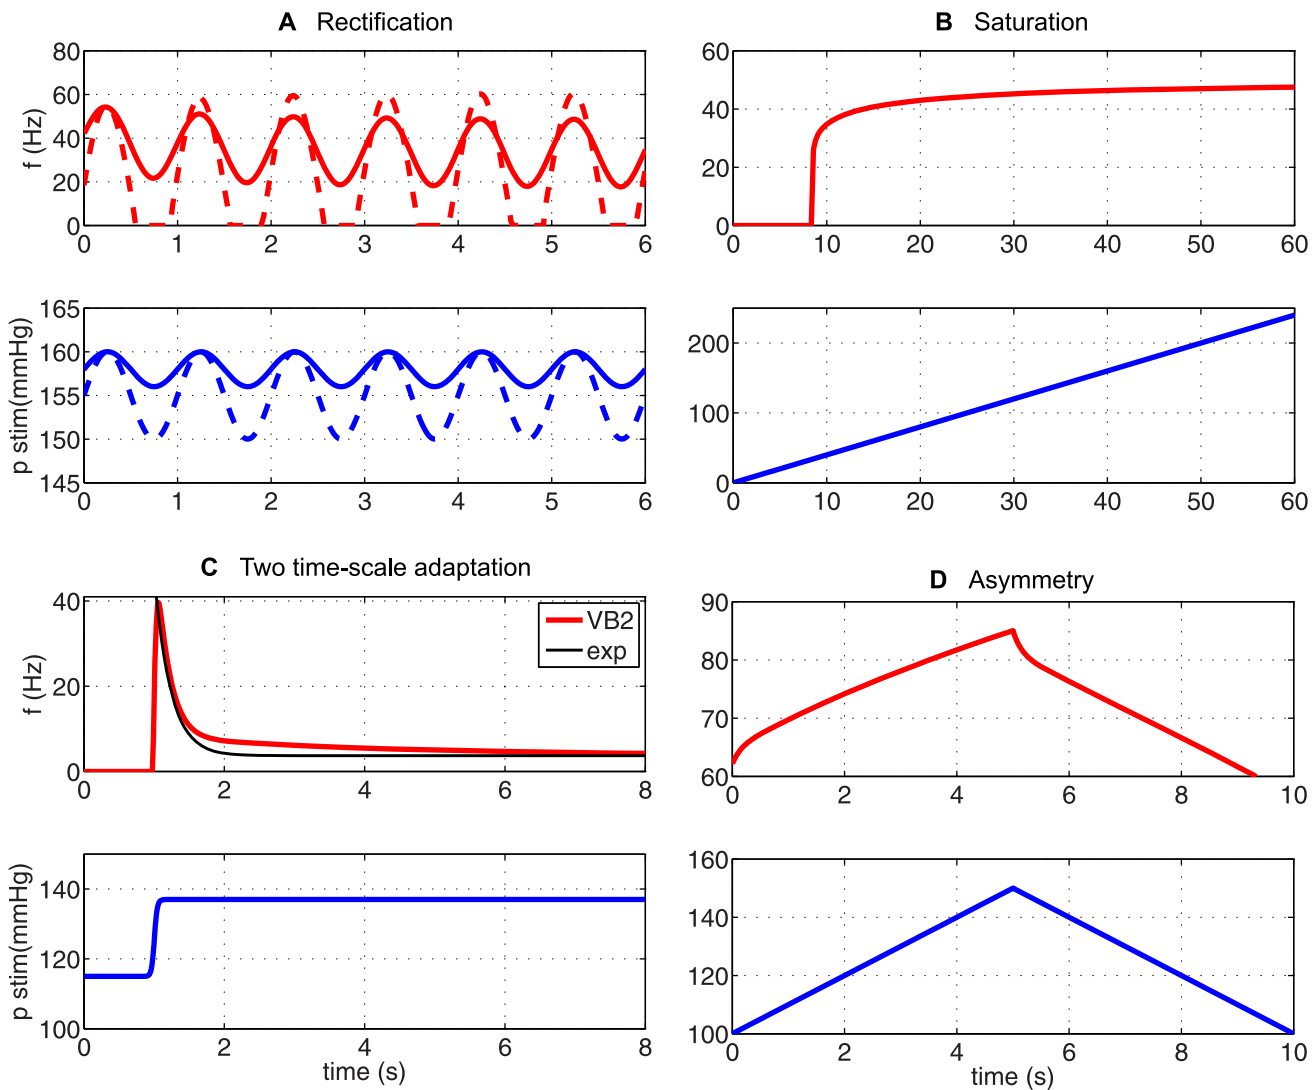 A Rectification
80
60
40
20
0
f (Hz)
0 1 2 3 4 5 6
165
160
155
150
145
p stim(mmHg)
0 1 2 3 4 5 6
B Saturation
60
40
20
0
0 10 20 30 40 50 60
200
100
0
0 10 20 30 40 50 60
C Two time-scale adaptation
40
20
0
f (Hz)
VB2
exp
0 2 4 6 8
140
120
100
p stim(mmHg)
0 2 4 6 8
time (s)
D Asymmetry
90
80
70
60
0 2 4 6 8 10
160
140
120
100
0 2 4 6 8 10
time (s)